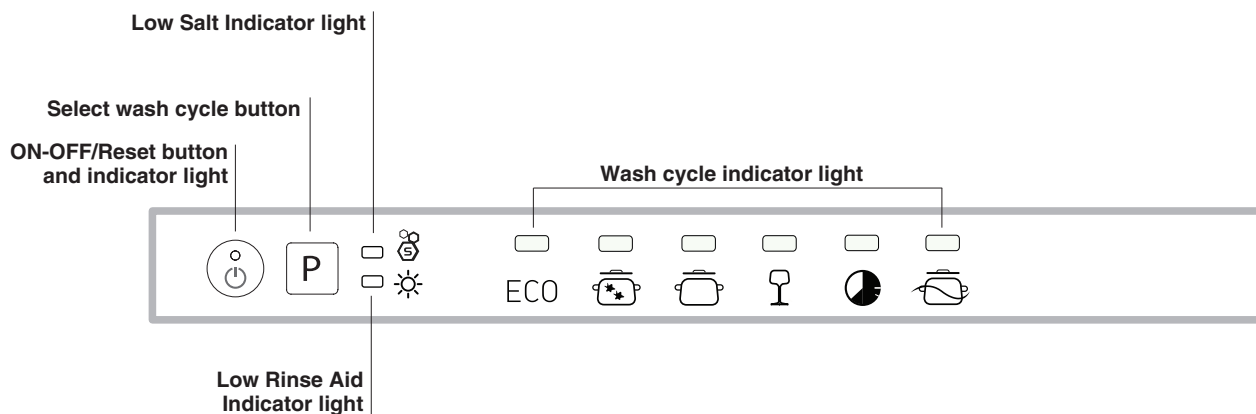 Low Salt Indicator light
Select wash cycle button
ON-OFF/Reset button
and indicator light
Wash cycle indicator light
P
S
ECO
Low Rinse Aid
Indicator light